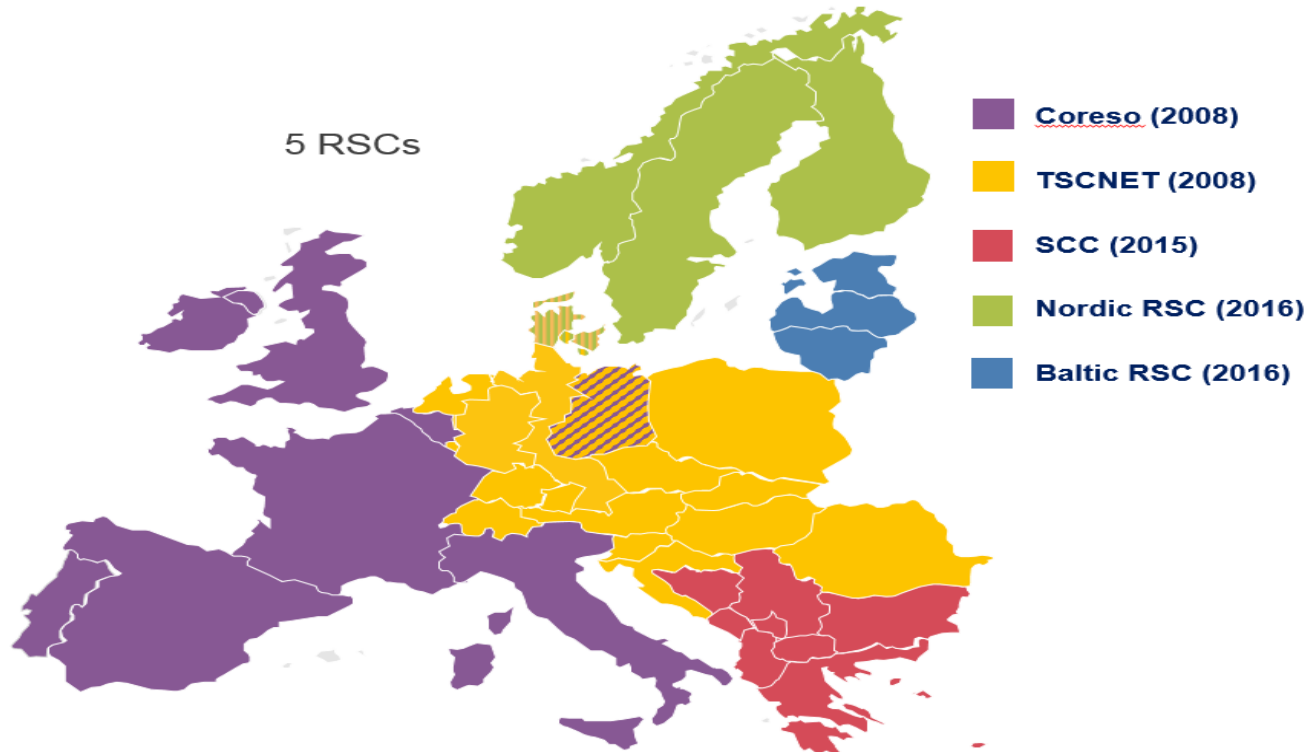 5 RSCs
Coreso (2008)
TSCNET (2008)
SCC (2015)
Nordic RSC (2016)
Baltic RSC (2016)